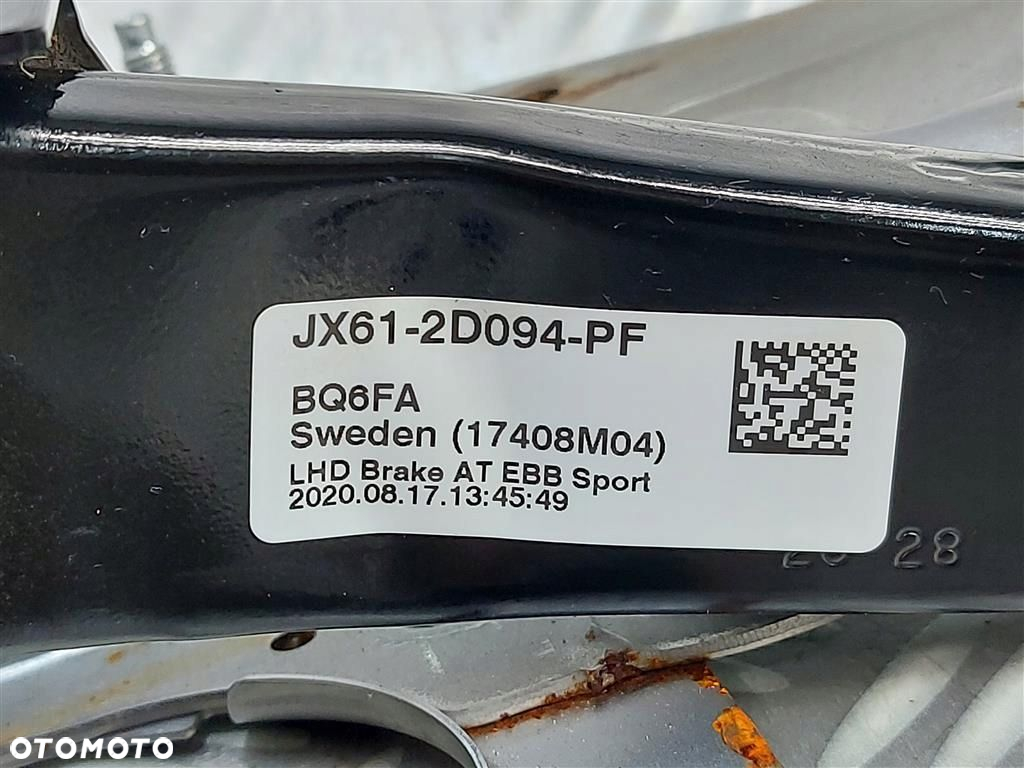 JX61-2D094-PF
BQ6FA
Sweden (17408M04)
LHD Brake AT EBB Sport
2020.08.17.13:45:49
28
OTOMOTO